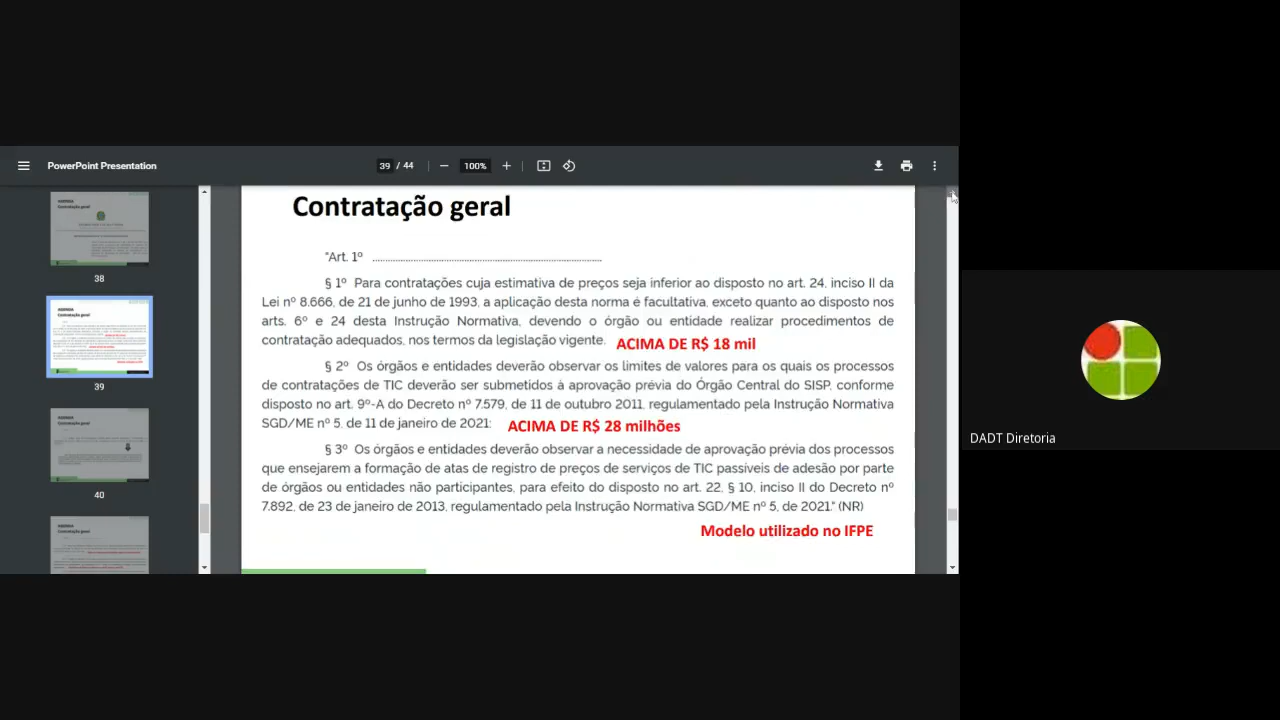 PowerPoint Presentation
39 / 44
100%
38
39
40
Contratação geral
"Art. 1º ......................................................................................
§ 1º Para contratações cuja estimativa de preços seja inferior ao disposto no art. 24, inciso II da
Lei nº 8.666, de 21 de junho de 1993, a aplicação desta norma é facultativa, exceto quanto ao disposto nos
arts. 6º e 24 desta Instrução Normativa, devendo o órgão ou entidade realizar procedimentos de
contratação adequados, nos termos da legislação vigente. ACIMA DE R$ 18 mil
§ 2º Os órgãos e entidades deverão observar os limites de valores para os quais os processos
de contratações de TIC deverão ser submetidos à aprovação prévia do Órgão Central do SISP, conforme
disposto no art. 9º-A do Decreto nº 7.579, de 11 de outubro 2011, regulamentado pela Instrução Normativa
SGD/ME nº 5, de 11 de janeiro de 2021: ACIMA DE R$ 28 milhões
§ 3º Os órgãos e entidades deverão observar a necessidade de aprovação prévia dos processos
que ensejarem a formação de atas de registro de preços de serviços de TIC passíveis de adesão por parte
de órgãos ou entidades não participantes, para efeito do disposto no art. 22, § 10, inciso II do Decreto nº
7.892, de 23 de janeiro de 2013, regulamentado pela Instrução Normativa SGD/ME nº 5, de 2021." (NR)
Modelo utilizado no IFPE
DADT Diretoria